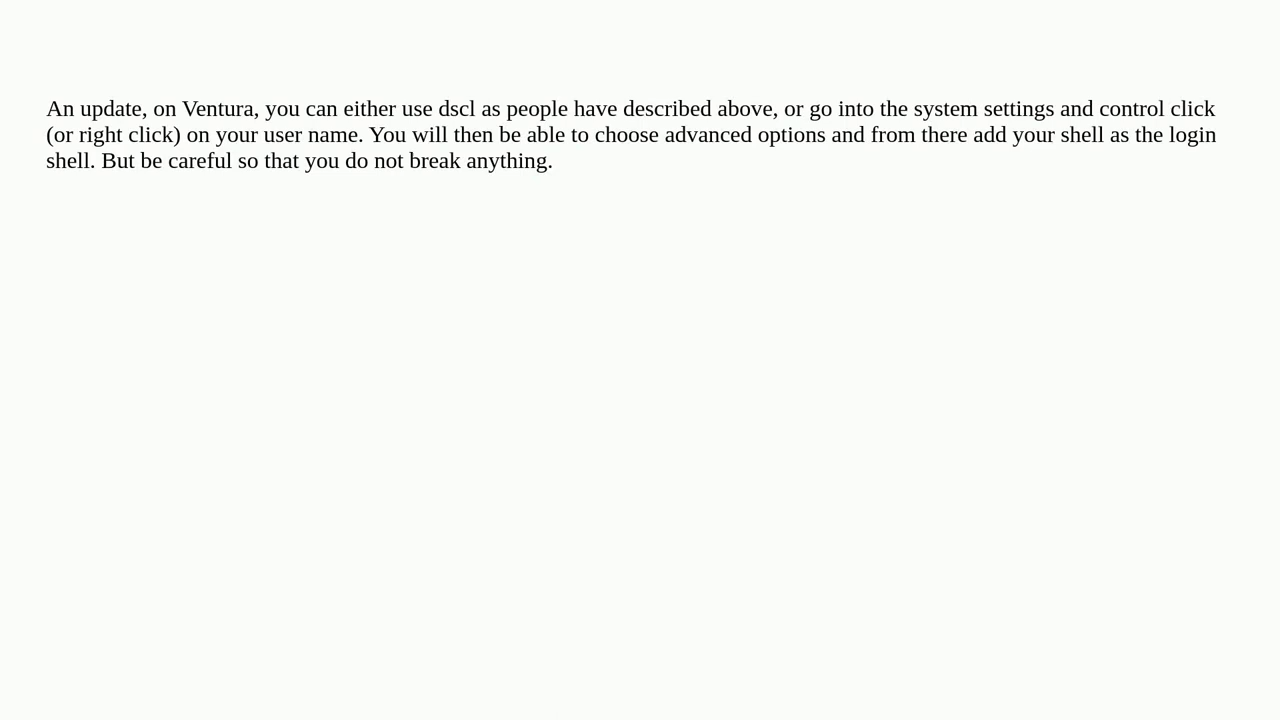 An update, on Ventura, you can either use dscl as people have described above, or go into the system settings and control click
(or right click) on your user name. You will then be able to choose advanced options and from there add your shell as the login
shell. But be careful so that you do not break anything.